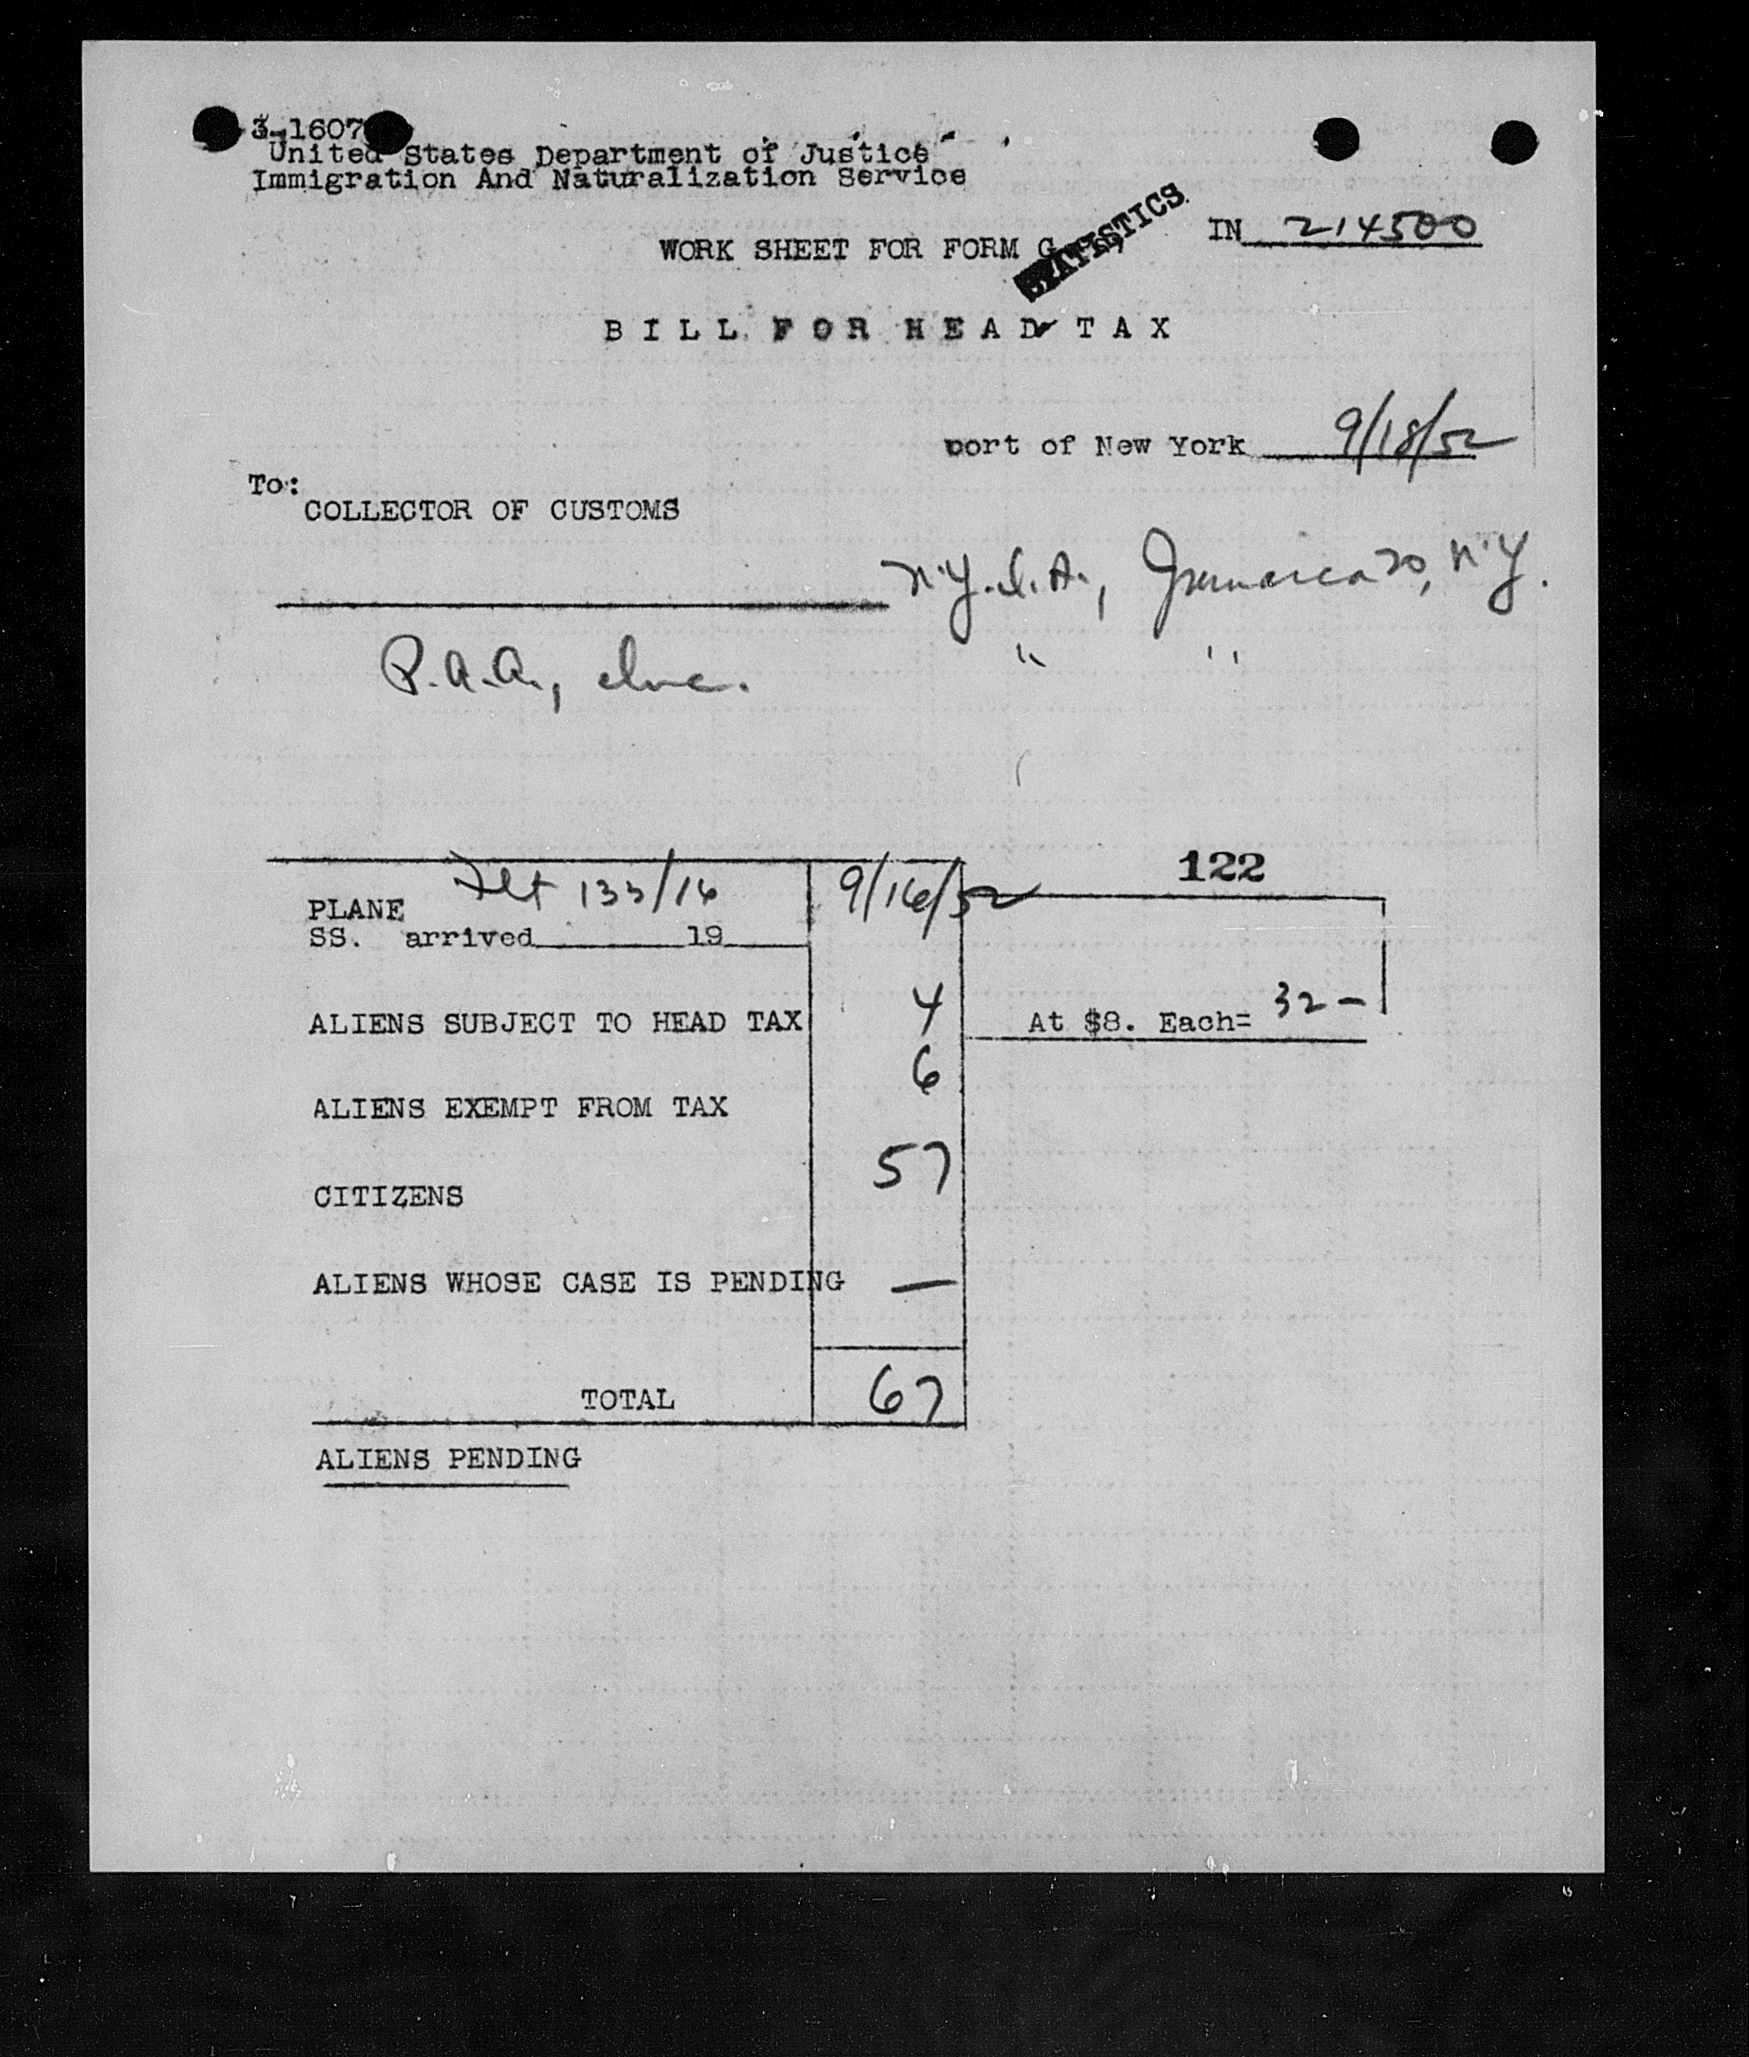 3-1607
United States Department of Justice
Immigration And Naturalization Service
STATISTICS
IN 214500
WORK SHEET FOR FORM G
BILL FOR HEAD TAX
Port of New York 9/18/52
To:
COLLECTOR OF CUSTOMS
N.Y.I.A., Jamaica 20, N.Y.
P.A.A., Inc. " "
122
PLANE Flt 133/16 9/16/52
SS. arrived 19
ALIENS SUBJECT TO HEAD TAX 4 At $8. Each= 32 -
ALIENS EXEMPT FROM TAX 6
CITIZENS 57
ALIENS WHOSE CASE IS PENDING —
TOTAL 67
ALIENS PENDING